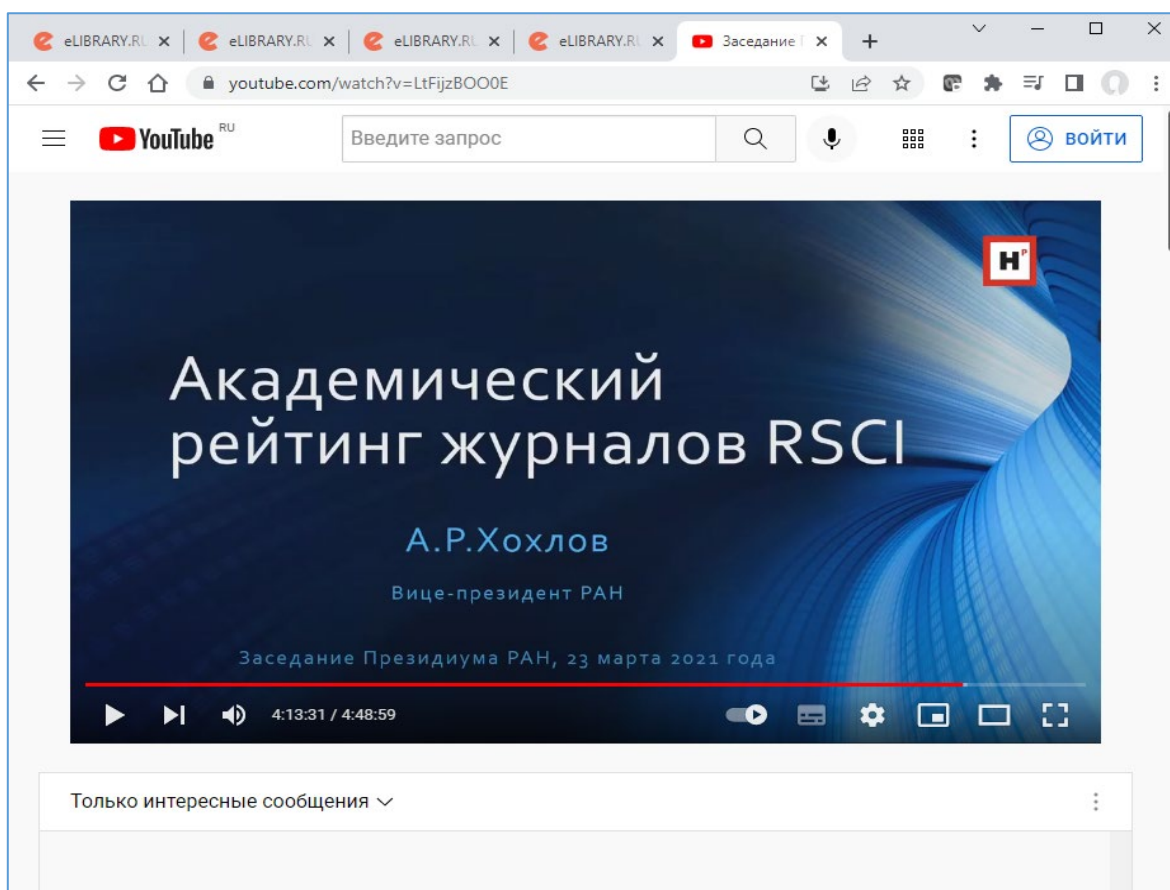 eLIBRARY.RU
eLIBRARY.RU
eLIBRARY.RU
eLIBRARY.RU
Заседание П
youtube.com/watch?v=LtFijzBOO0E
YouTube RU
Введите запрос
ВОЙТИ
НР
Академический
рейтинг журналов RSCI
А.Р.Хохлов
Вице-президент РАН
Заседание Президиума РАН, 23 марта 2021 года
4:13:31 / 4:48:59
Только интересные сообщения